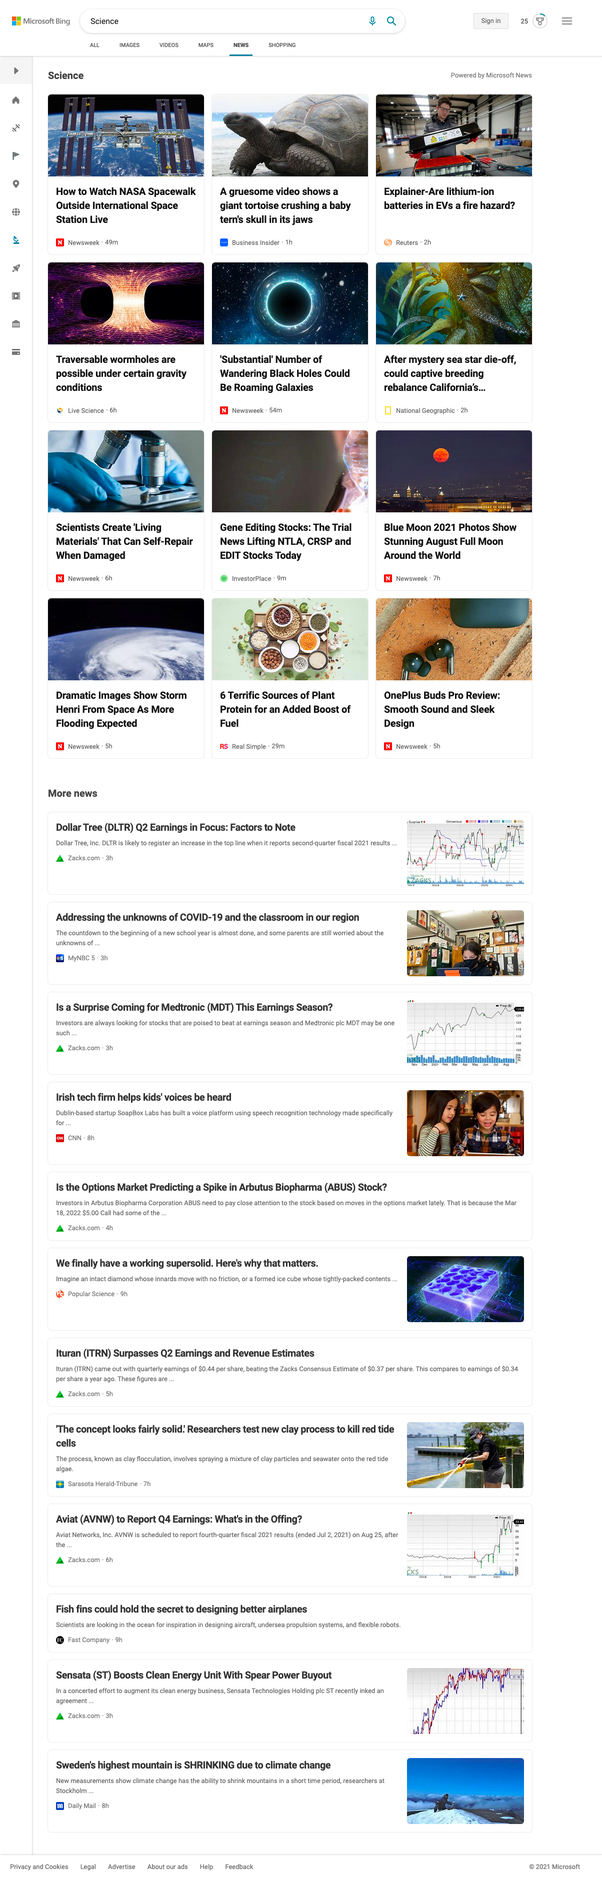 Microsoft Bing
Science
Sign in
25
ALL
IMAGES
VIDEOS
MAPS
NEWS
SHOPPING
Science
Powered by Microsoft News
How to Watch NASA Spacewalk
Outside International Space
Station Live
Newsweek · 49m
A gruesome video shows a
giant tortoise crushing a baby
tern's skull in its jaws
Business Insider · 1h
Explainer-Are lithium-ion
batteries in EVs a fire hazard?
Reuters · 2h
Traversable wormholes are
possible under certain gravity
conditions
Live Science · 6h
'Substantial' Number of
Wandering Black Holes Could
Be Roaming Galaxies
Newsweek · 54m
After mystery sea star die-off,
could captive breeding
rebalance California's...
National Geographic · 2h
Scientists Create 'Living
Materials' That Can Self-Repair
When Damaged
Newsweek · 6h
Gene Editing Stocks: The Trial
News Lifting NTLA, CRSP and
EDIT Stocks Today
InvestorPlace · 9m
Blue Moon 2021 Photos Show
Stunning August Full Moon
Around the World
Newsweek · 7h
Dramatic Images Show Storm
Henri From Space As More
Flooding Expected
Newsweek · 5h
6 Terrific Sources of Plant
Protein for an Added Boost of
Fuel
RS Real Simple · 29m
OnePlus Buds Pro Review:
Smooth Sound and Sleek
Design
Newsweek · 5h
More news
Dollar Tree (DLTR) Q2 Earnings in Focus: Factors to Note
Dollar Tree, Inc. DLTR is likely to register an increase in the top line when it reports second-quarter fiscal 2021 results ...
Zacks.com · 3h
Addressing the unknowns of COVID-19 and the classroom in our region
The countdown to the beginning of a new school year is almost done, and some parents are still worried about the
unknowns of ...
MyNBC 5 · 3h
Is a Surprise Coming for Medtronic (MDT) This Earnings Season?
Investors are always looking for stocks that are poised to beat at earnings season and Medtronic plc MDT may be one
such ...
Zacks.com · 3h
Irish tech firm helps kids' voices be heard
Dublin-based startup SoapBox Labs has built a voice platform using speech recognition technology made specifically
for ...
CNN · 8h
Is the Options Market Predicting a Spike in Arbutus Biopharma (ABUS) Stock?
Investors in Arbutus Biopharma Corporation ABUS need to pay close attention to the stock based on moves in the options market lately. That is because the Mar
18, 2022 $5.00 Call had some of the ...
Zacks.com · 4h
We finally have a working supersolid. Here's why that matters.
Imagine an intact diamond whose innards move with no friction, or a formed ice cube whose tightly-packed contents ...
Popular Science · 9h
Ituran (ITRN) Surpasses Q2 Earnings and Revenue Estimates
Ituran (ITRN) came out with quarterly earnings of $0.44 per share, beating the Zacks Consensus Estimate of $0.37 per share. This compares to earnings of $0.34
per share a year ago. These figures are ...
Zacks.com · 5h
'The concept looks fairly solid.' Researchers test new clay process to kill red tide
cells
The process, known as clay flocculation, involves spraying a mixture of clay particles and seawater onto the red tide
algae.
Sarasota Herald-Tribune · 7h
Aviat (AVNW) to Report Q4 Earnings: What's in the Offing?
Aviat Networks, Inc. AVNW is scheduled to report fourth-quarter fiscal 2021 results (ended Jul 2, 2021) on Aug 25, after
the ...
Zacks.com · 6h
Fish fins could hold the secret to designing better airplanes
Scientists are looking in the ocean for inspiration in designing aircraft, undersea propulsion systems, and flexible robots.
Fast Company · 9h
Sensata (ST) Boosts Clean Energy Unit With Spear Power Buyout
In a concerted effort to augment its clean energy business, Sensata Technologies Holding plc ST recently inked an
agreement ...
Zacks.com · 3h
Sweden's highest mountain is SHRINKING due to climate change
New measurements show climate change has the ability to shrink mountains in a short time period, researchers at
Stockholm ...
Daily Mail · 8h
Privacy and Cookies
Legal
Advertise
About our ads
Help
Feedback
© 2021 Microsoft